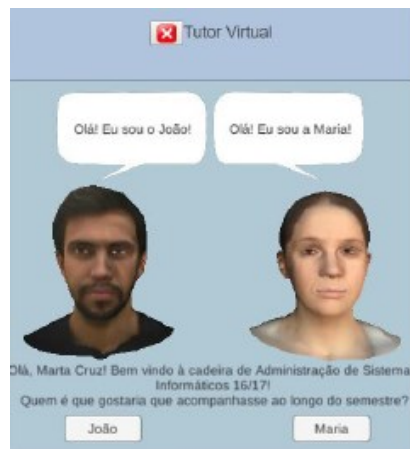 Tutor Virtual
Olá! Eu sou o João!
Olá! Eu sou a Maria!
Olá, Marta Cruz! Bem vindo à cadeira de Administração de Sistema
Informáticos 16/17!
Quem é que gostaria que acompanhasse ao longo do semestre?
João
Maria